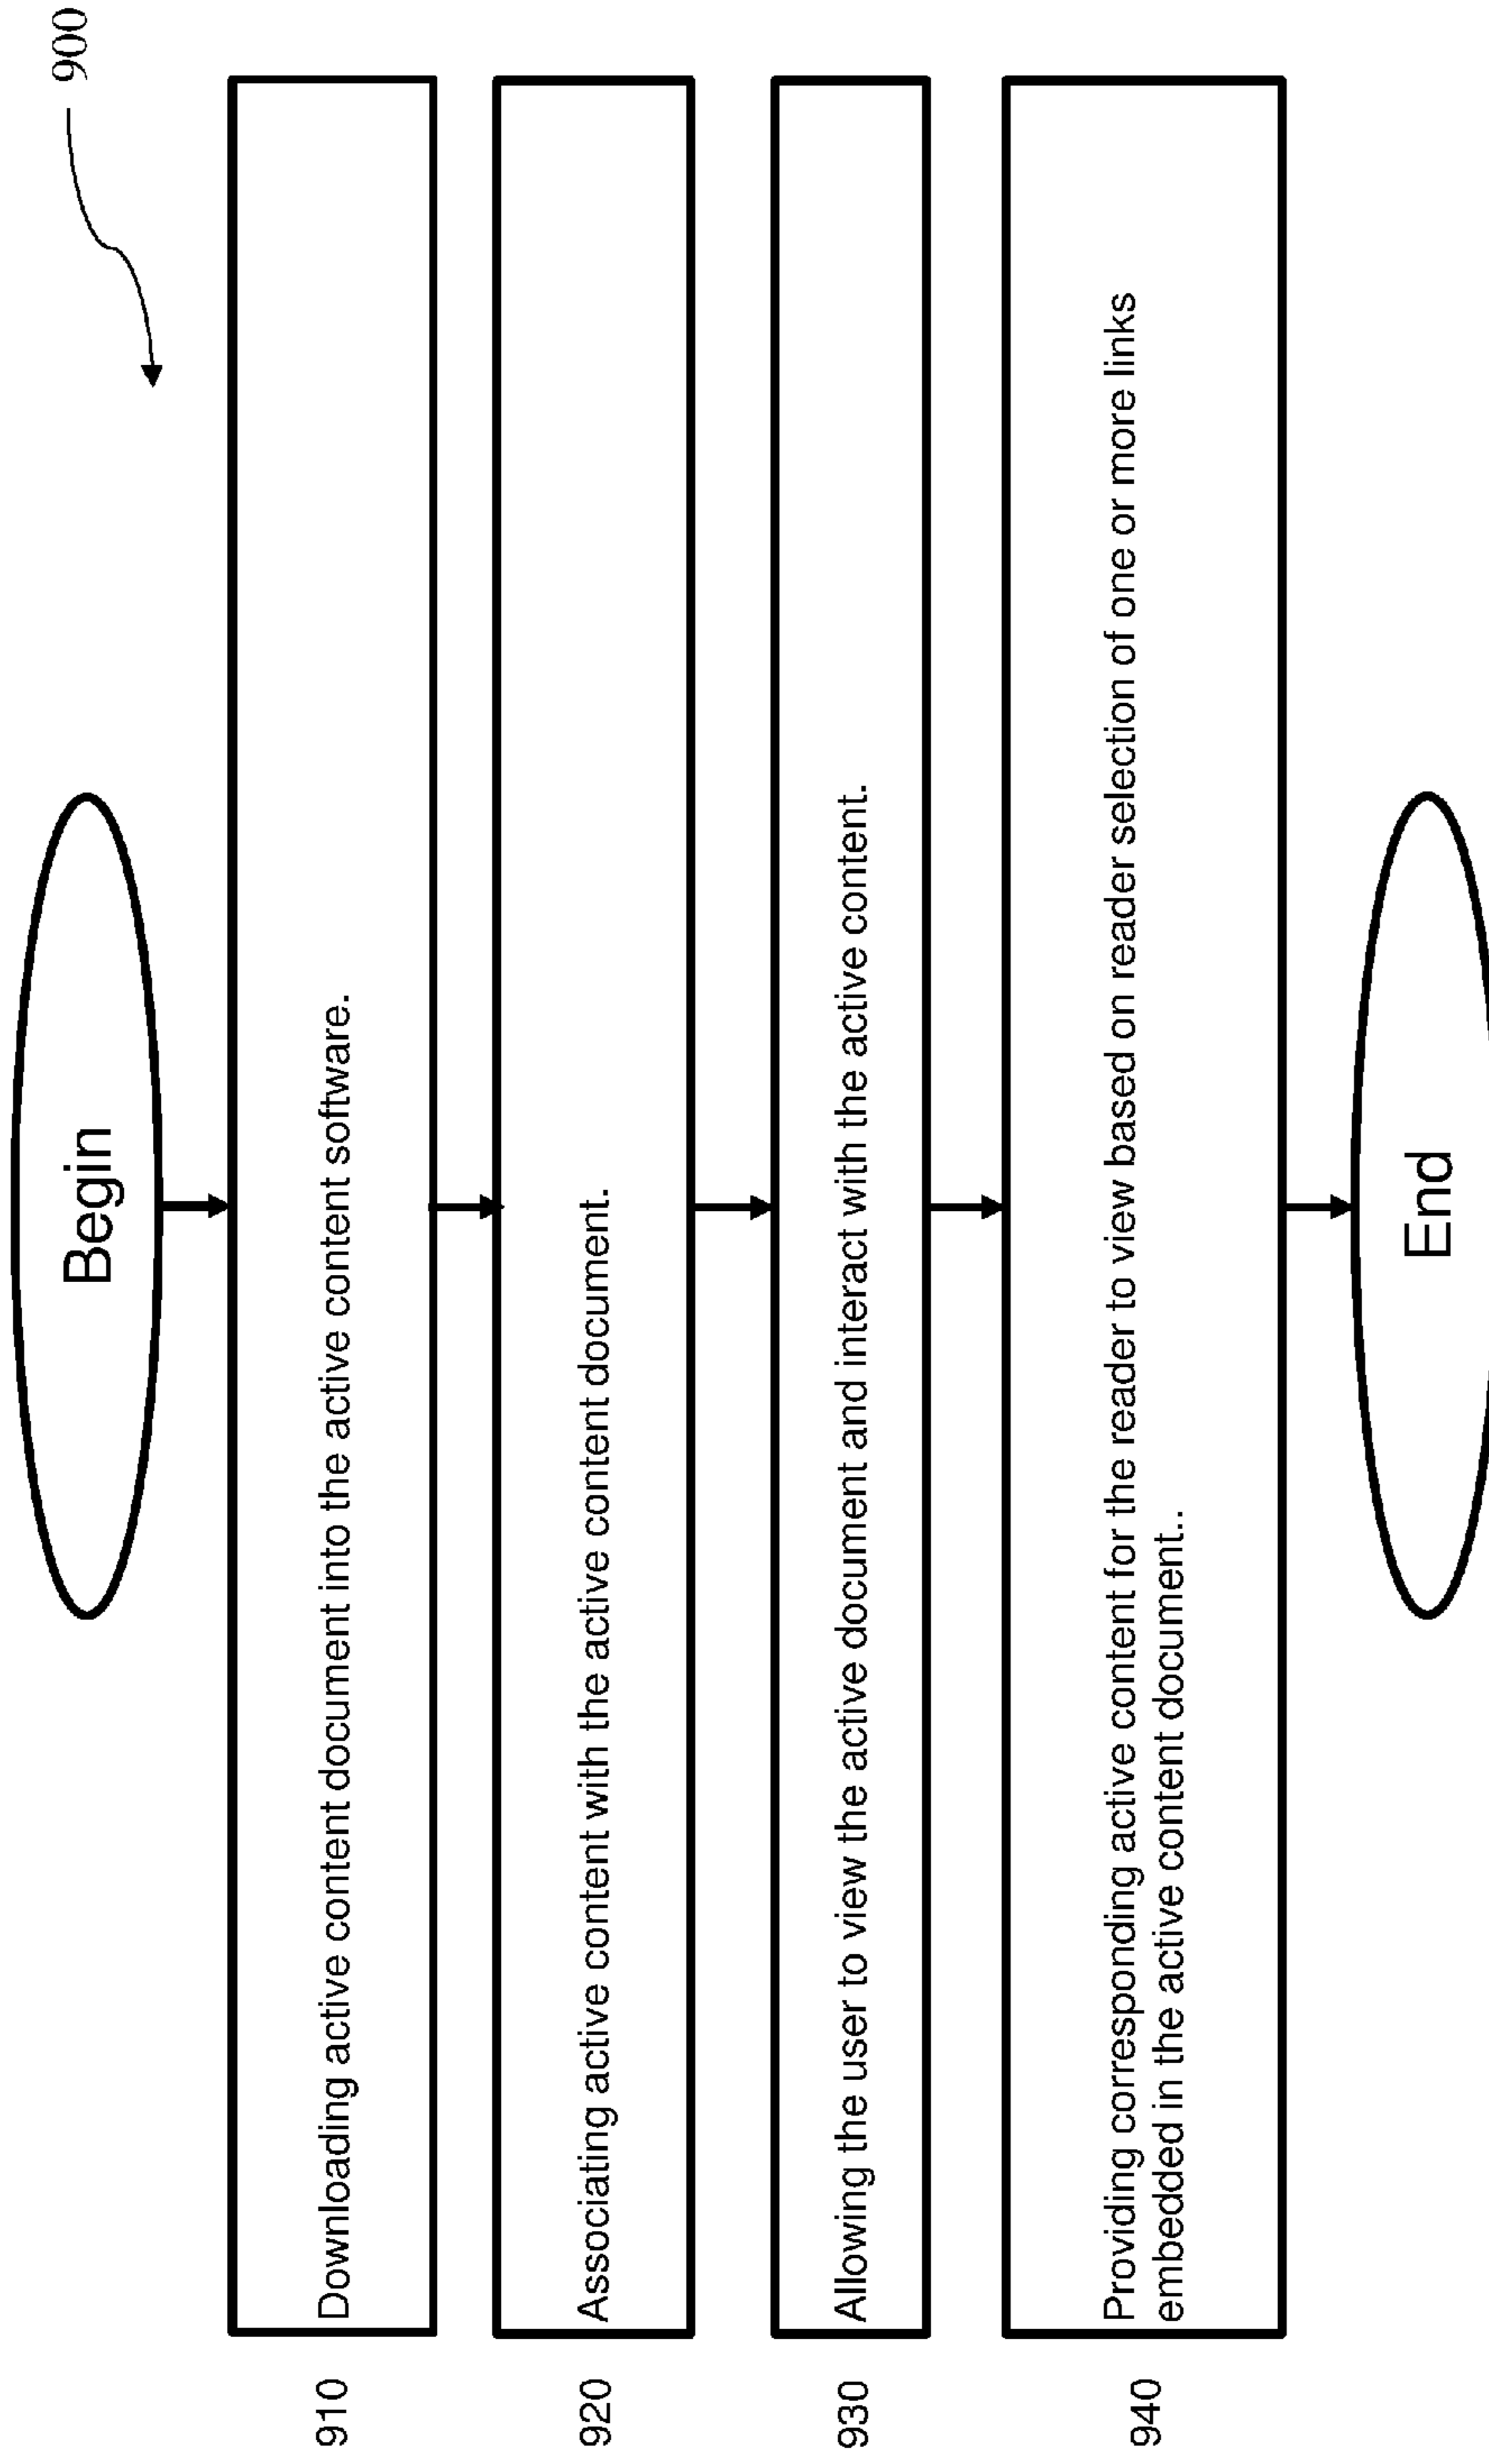 900
Begin
910
Downloading active content document into the active content software.
920
Associating active content with the active content document.
930
Allowing the user to view the active document and interact with the active content.
940
Providing corresponding active content for the reader to view based on reader selection of one or more links
embedded in the active content document..
End